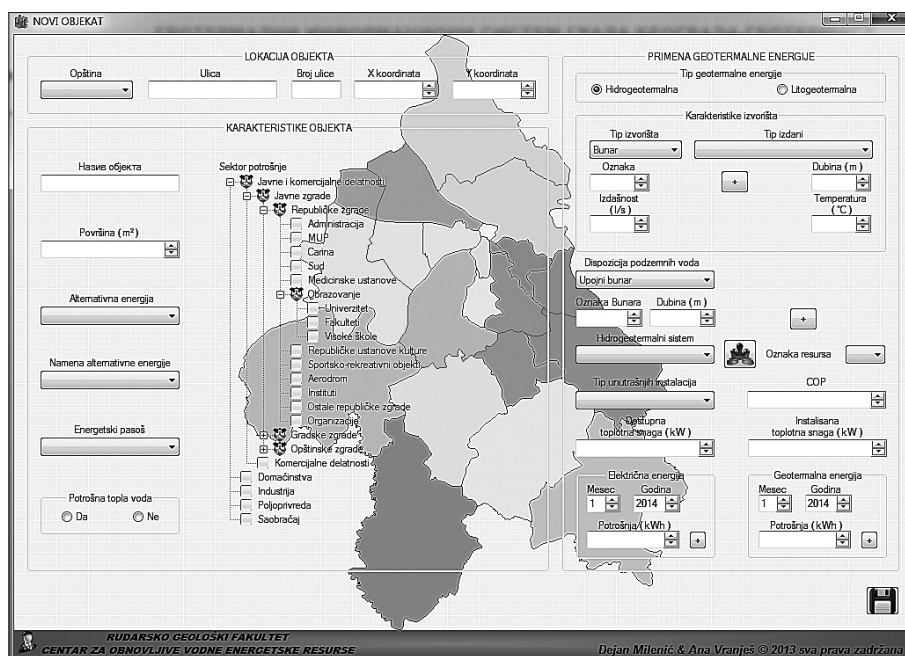 NOVI OBJEKAT
LOKACIJA OBJEKTA
Opština
Ulica
Broj ulice
X koordinata
Y koordinata
KARAKTERISTIKE OBJEKTA
Назив објекта
Površina (m²)
Alternativna energija
Namena alternativne energije
Energetski pasoš
Potrošna topla voda
Da
Ne
Sektor potrošnje
Javne i komercijalne delatnosti
Javne zgrade
Republičke zgrade
Administracija
MUP
Carina
Sud
Medicinske ustanove
Obrazovanje
Univerzitet
Fakulteti
Visoke škole
Republičke ustanove kulture
Sportsko-rekreativni objekti
Aerodrom
Instituti
Ostale republičke zgrade
Organizacije
Gradske zgrade
Opštinske zgrade
Komercijalne delatnosti
Domaćinstva
Industrija
Poljoprivreda
Saobraćaj
PRIMENA GEOTERMALNE ENERGIJE
Tip geotermalne energije
Hidrogeotermalna
Litogeotermalna
Karakteristike izvorišta
Tip izvorišta
Tip izdani
Bunar
Oznaka
+
Dubina (m)
Izdašnost
(l/s)
Temperatura
(°C)
Dispozicija podzemnih voda
Upojni bunar
Oznaka Bunara
Dubina (m)
+
Hidrogeotermalni sistem
Oznaka resursa
Tip unutrašnjih instalacija
COP
Dostupna
toplotna snaga (kW)
Instalisana
toplotna snaga (kW)
Električna energija
Mesec
Godina
1
2014
Potrošnja (kWh)
+
Geotermalna energija
Mesec
Godina
1
2014
Potrošnja (kWh)
+
RUDARSKO GEOLOŠKI FAKULTET
CENTAR ZA OBNOVLJIVE VODNE ENERGETSKE RESURSE
Dejan Milenić & Ana Vranješ © 2013 sva prava zadržana